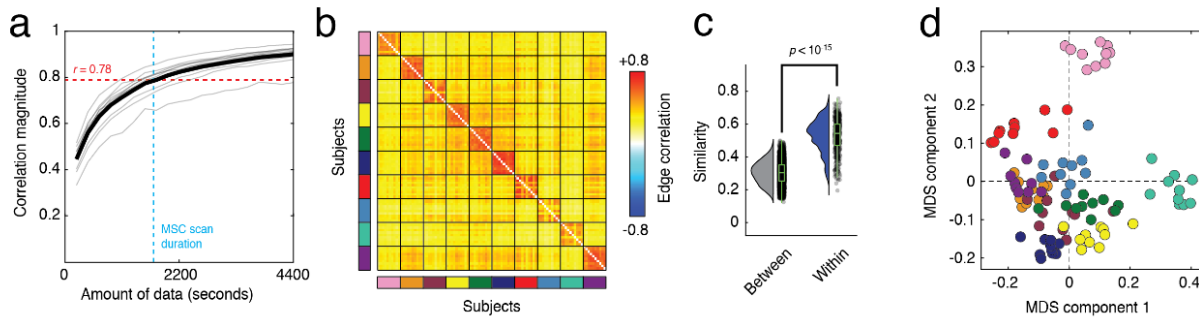 a
1
0.8
0.6
0.4
0.2
r = 0.78
MSC scan
duration
0
2200
4400
Correlation magnitude
Amount of data (seconds)
b
Subjects
Subjects
+0.8
-0.8
Edge correlation
c
p < 10-15
0.8
0.6
0.4
0.2
0
Similarity
Between
Within
d
0.3
0.2
0.1
0
-0.1
-0.2
MDS component 2
-0.2
0
0.2
0.4
MDS component 1